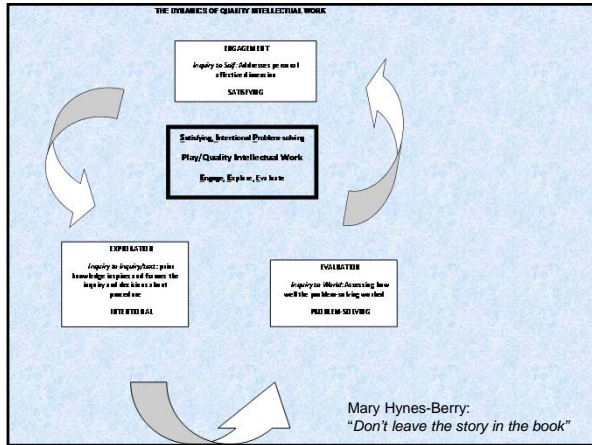 THE DYNAMICS OF QUALITY INTELLECTUAL WORK
ENGAGEMENT
Inquiry to Self: Addresses personal
affective dimension
SATISFYING
Satisfying, Intentional Problem-solving
Play/Quality Intellectual Work
Engage, Explore, Evaluate
EXPLORATION
Inquiry to Inquiry/text: prior
knowledge inspires and frames the
inquiry and decisions about
procedure
INTENTIONAL
EVALUATION
Inquiry to World: Assessing how
well the problem-solving worked
PROBLEM-SOLVING
Mary Hynes-Berry:
“Don’t leave the story in the book”